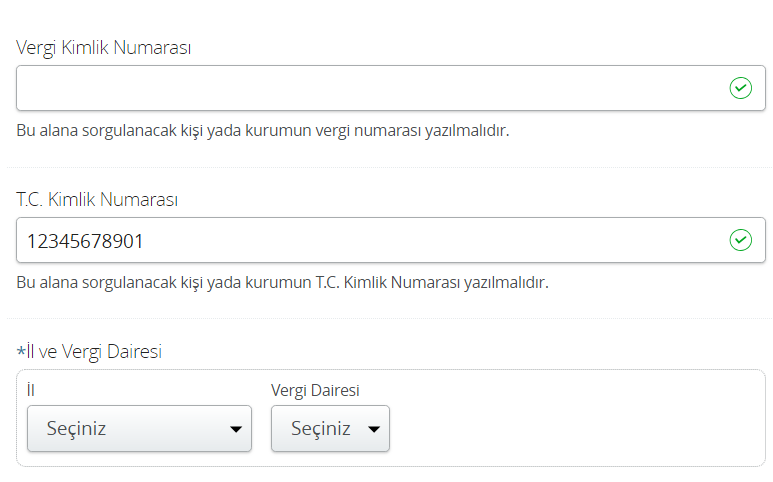 Vergi Kimlik Numarası
Bu alana sorgulanacak kişi yada kurumun vergi numarası yazılmalıdır.
T.C. Kimlik Numarası
12345678901
Bu alana sorgulanacak kişi yada kurumun T.C. Kimlik Numarası yazılmalıdır.
*İl ve Vergi Dairesi
İl Vergi Dairesi
Seçiniz Seçiniz